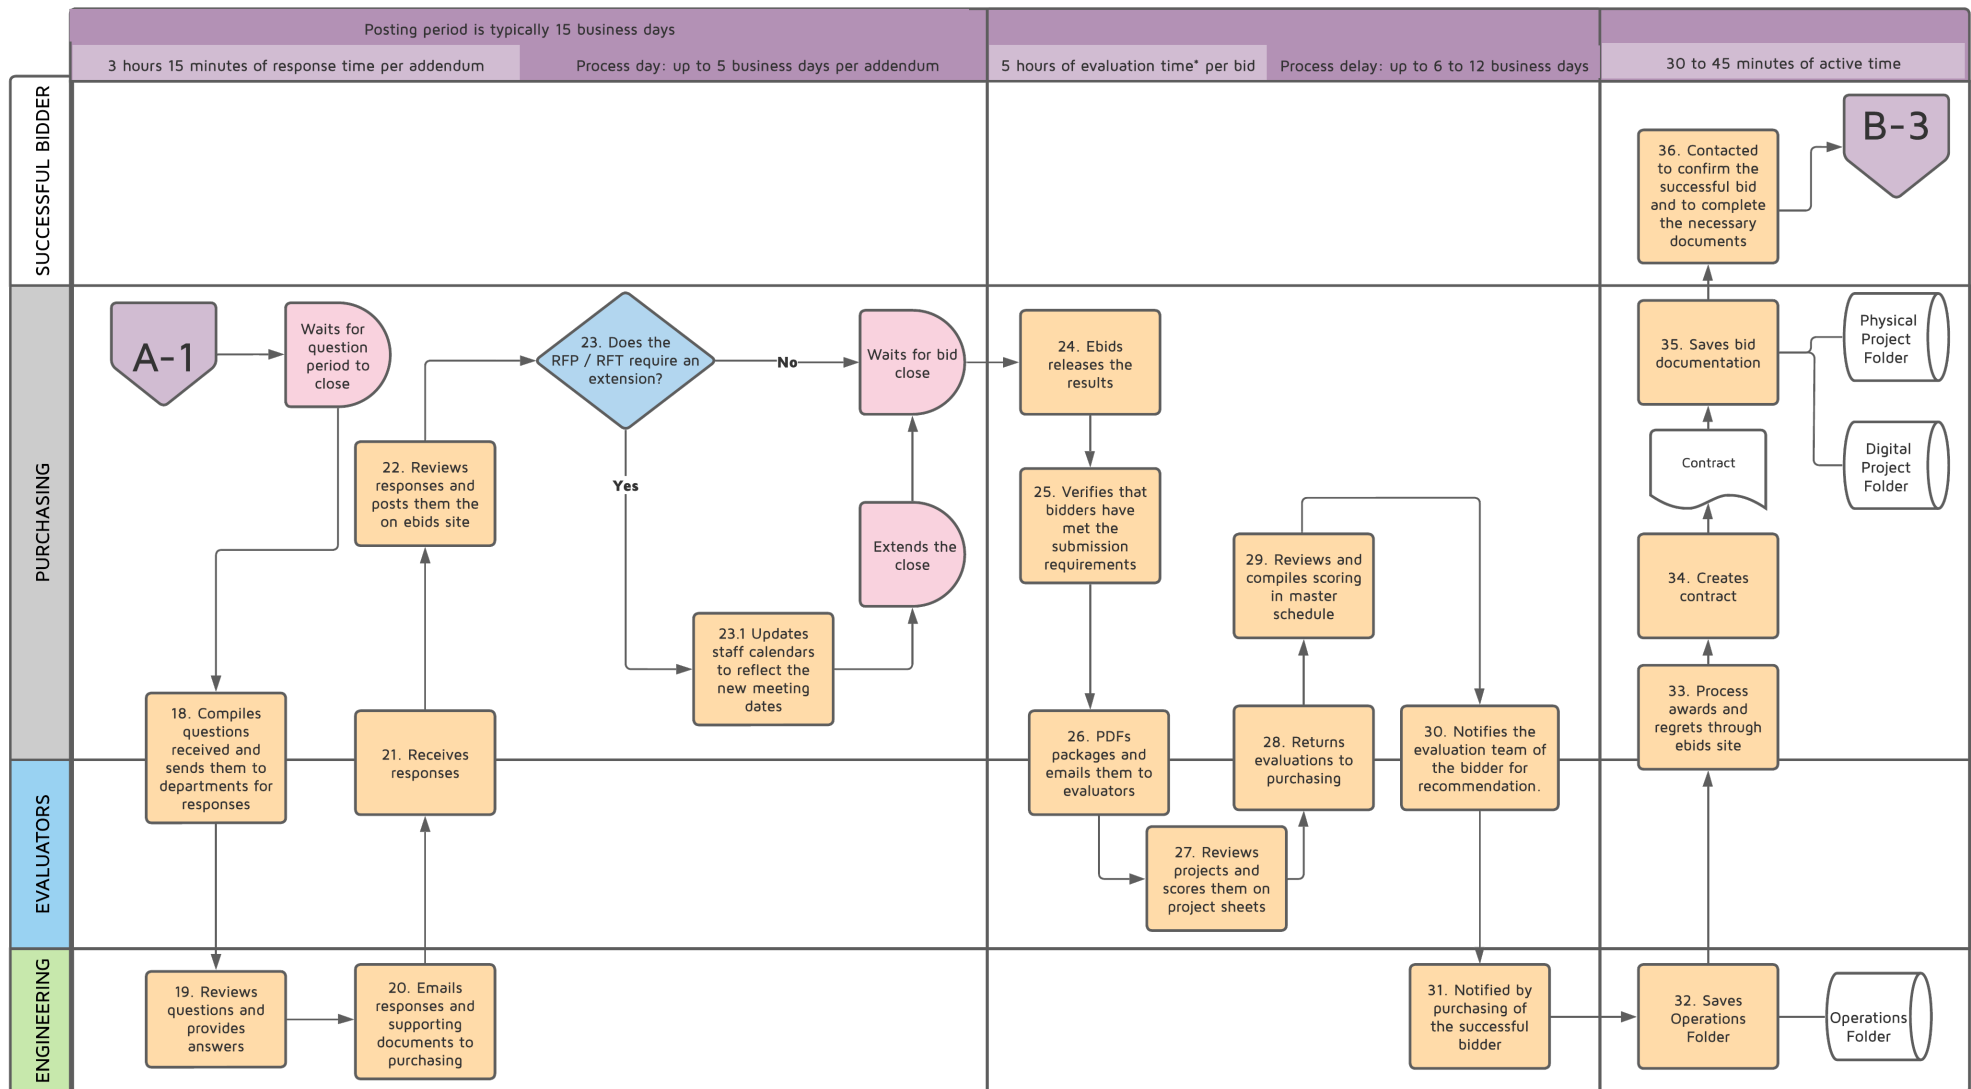 Posting period is typically 15 business days
3 hours 15 minutes of response time per addendum
Process day: up to 5 business days per addendum
5 hours of evaluation time* per bid
Process delay: up to 6 to 12 business days
30 to 45 minutes of active time
SUCCESSFUL BIDDER
36. Contacted
to confirm the
successful bid
and to complete
the necessary
documents
B-3
PURCHASING
A-1
Waits for
question
period to
close
18. Compiles
questions
received and
sends them to
departments for
responses
21. Receives
responses
22. Reviews
responses and
posts them the
on ebids site
23. Does the
RFP / RFT require an
extension?
No
Yes
23.1 Updates
staff calendars
to reflect the
new meeting
dates
Extends the
close
Waits for bid
close
24. Ebids
releases the
results
25. Verifies that
bidders have
met the
submission
requirements
26. PDFs
packages and
emails them to
evaluators
28. Returns
evaluations to
purchasing
29. Reviews and
compiles scoring
in master
schedule
30. Notifies the
evaluation team of
the bidder for
recommendation.
33. Process
awards and
regrets through
ebids site
34. Creates
contract
Contract
35. Saves bid
documentation
Physical
Project
Folder
Digital
Project
Folder
EVALUATORS
27. Reviews
projects and
scores them on
project sheets
ENGINEERING
19. Reviews
questions and
provides
answers
20. Emails
responses and
supporting
documents to
purchasing
31. Notified by
purchasing of
the successful
bidder
32. Saves
Operations
Folder
Operations
Folder